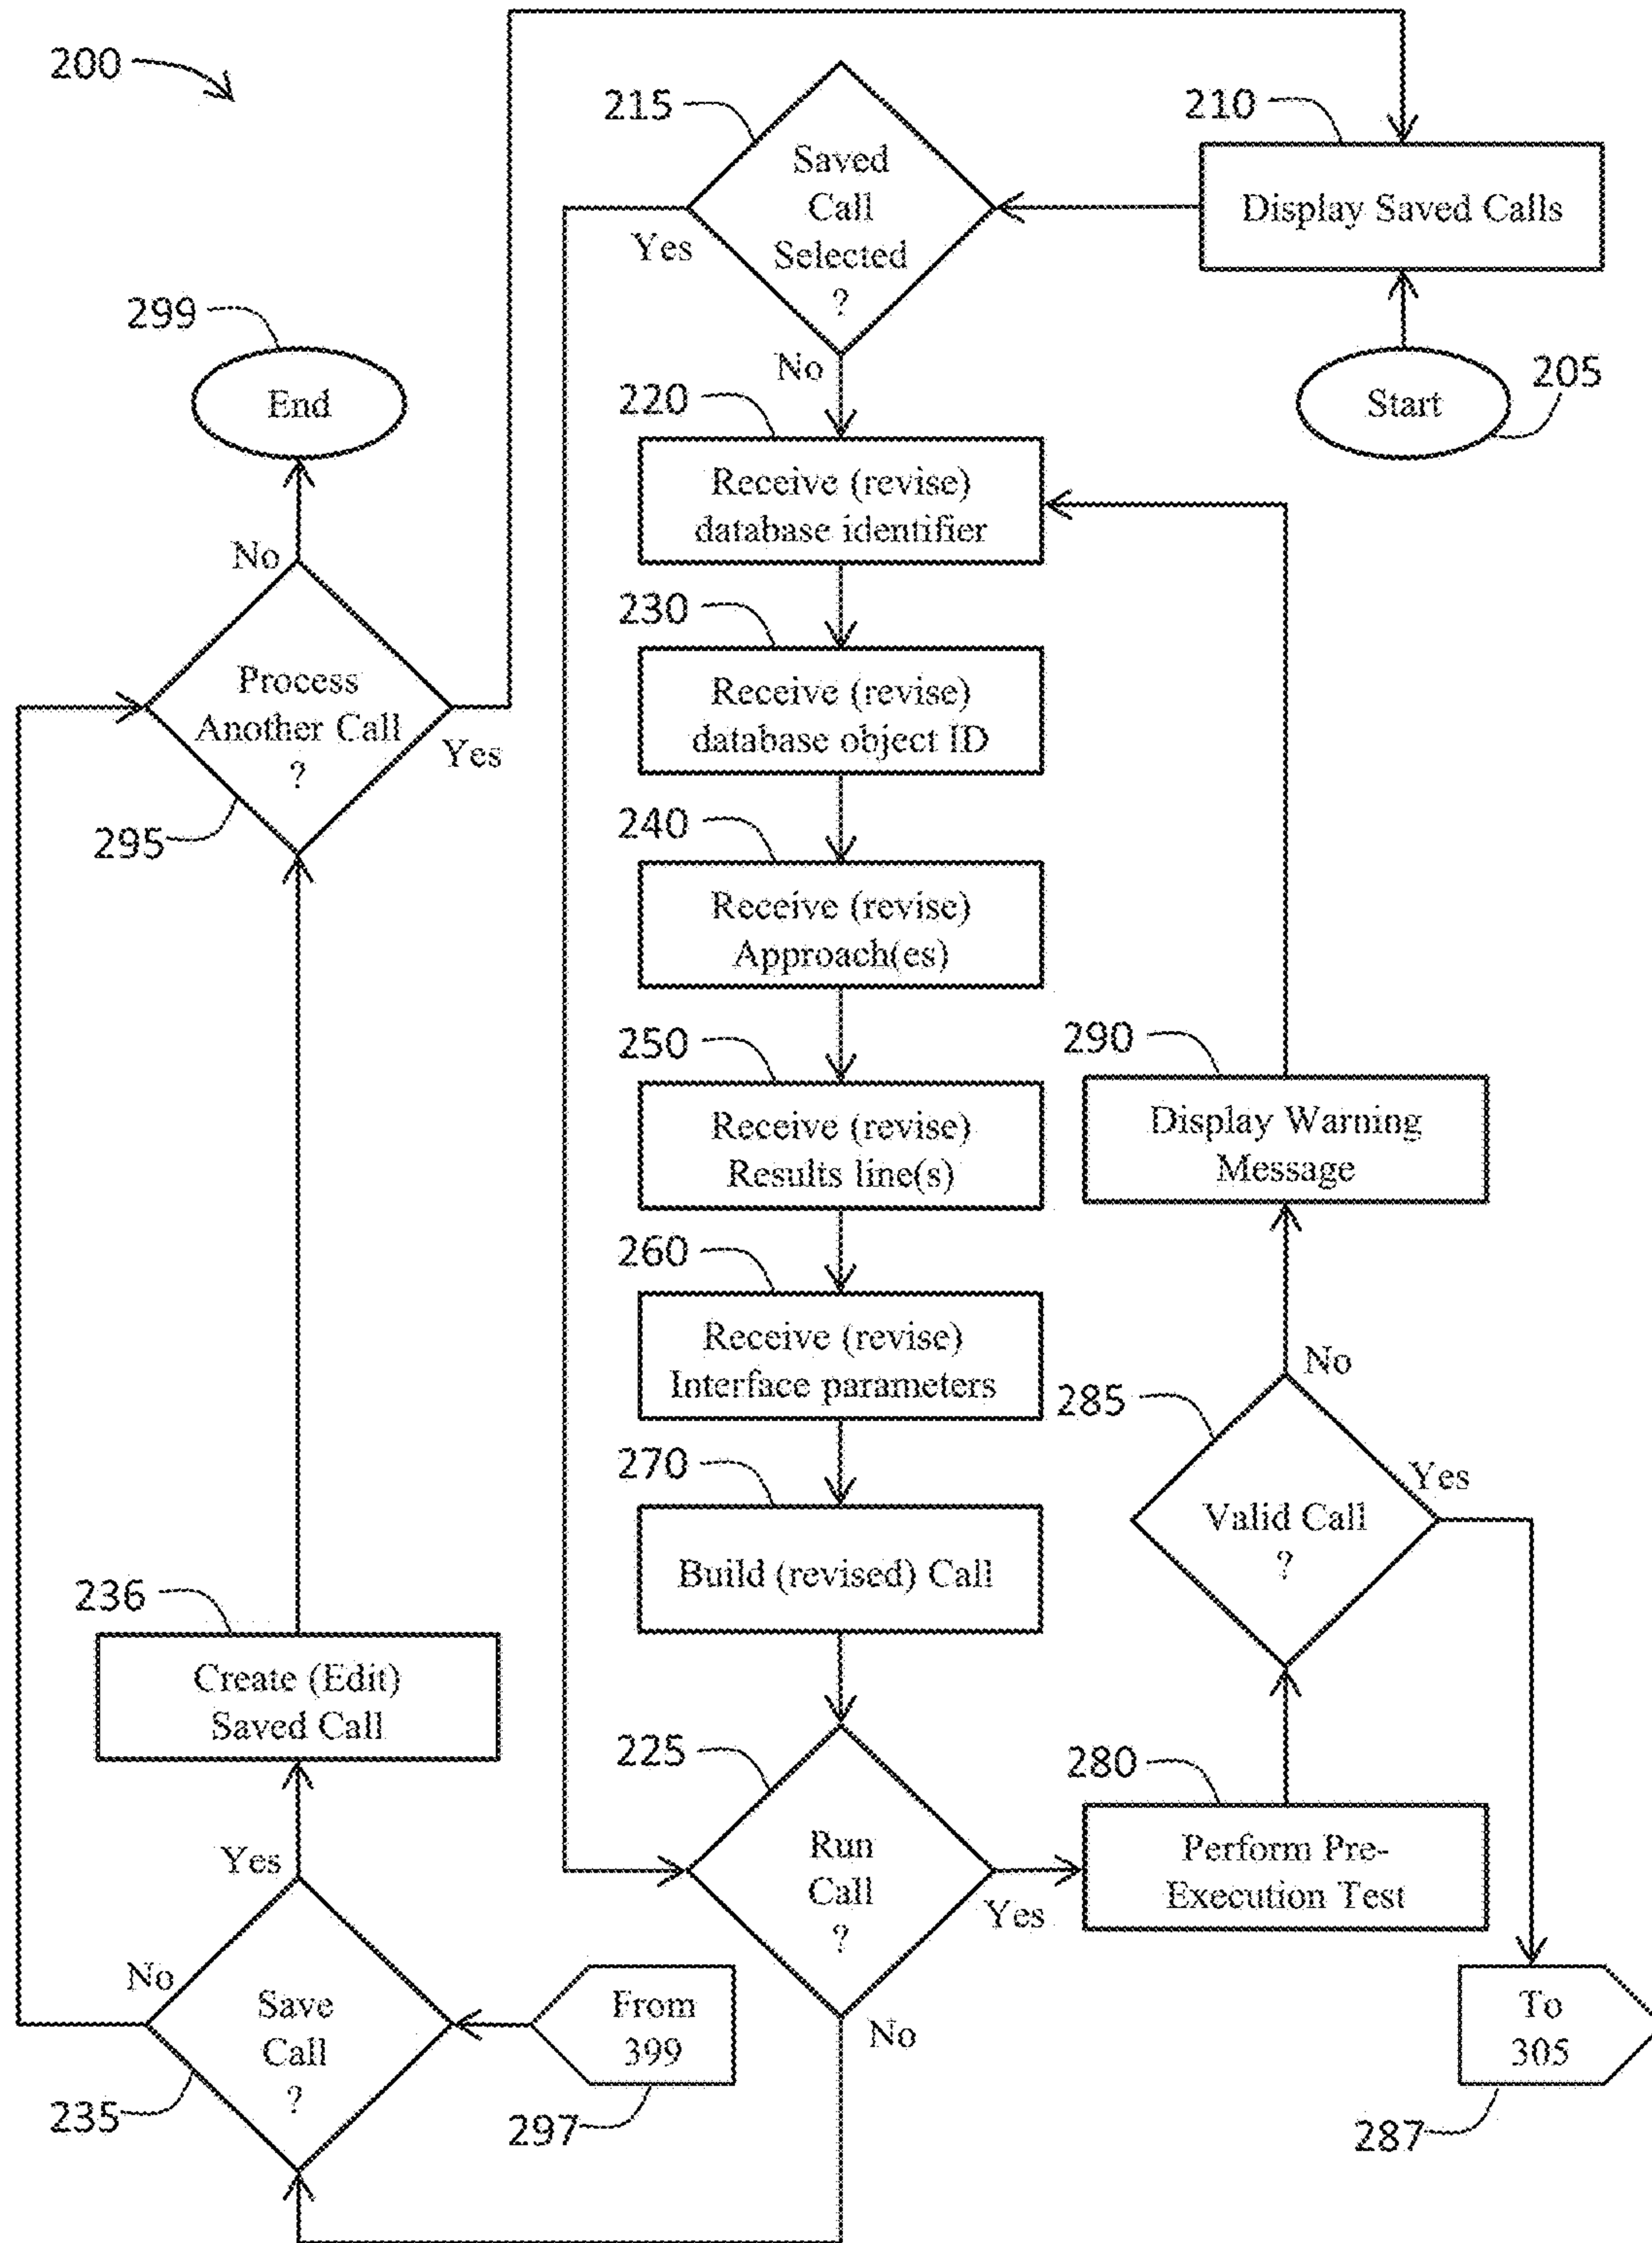 200
215
Saved
Call
Selected
?
Yes
No
210
Display Saved Calls
299
End
205
Start
220
Receive (revise)
database identifier
No
Process
Another Call
?
Yes
295
230
Receive (revise)
database object ID
240
Receive (revise)
Approach(es)
250
Receive (revise)
Results line(s)
290
Display Warning
Message
260
Receive (revise)
Interface parameters
No
285
Valid Call
?
Yes
270
Build (revised) Call
236
Create (Edit)
Saved Call
225
Run
Call
?
Yes
No
280
Perform Pre-
Execution Test
Yes
No
Save
Call
?
235
From
399
297
To
305
287